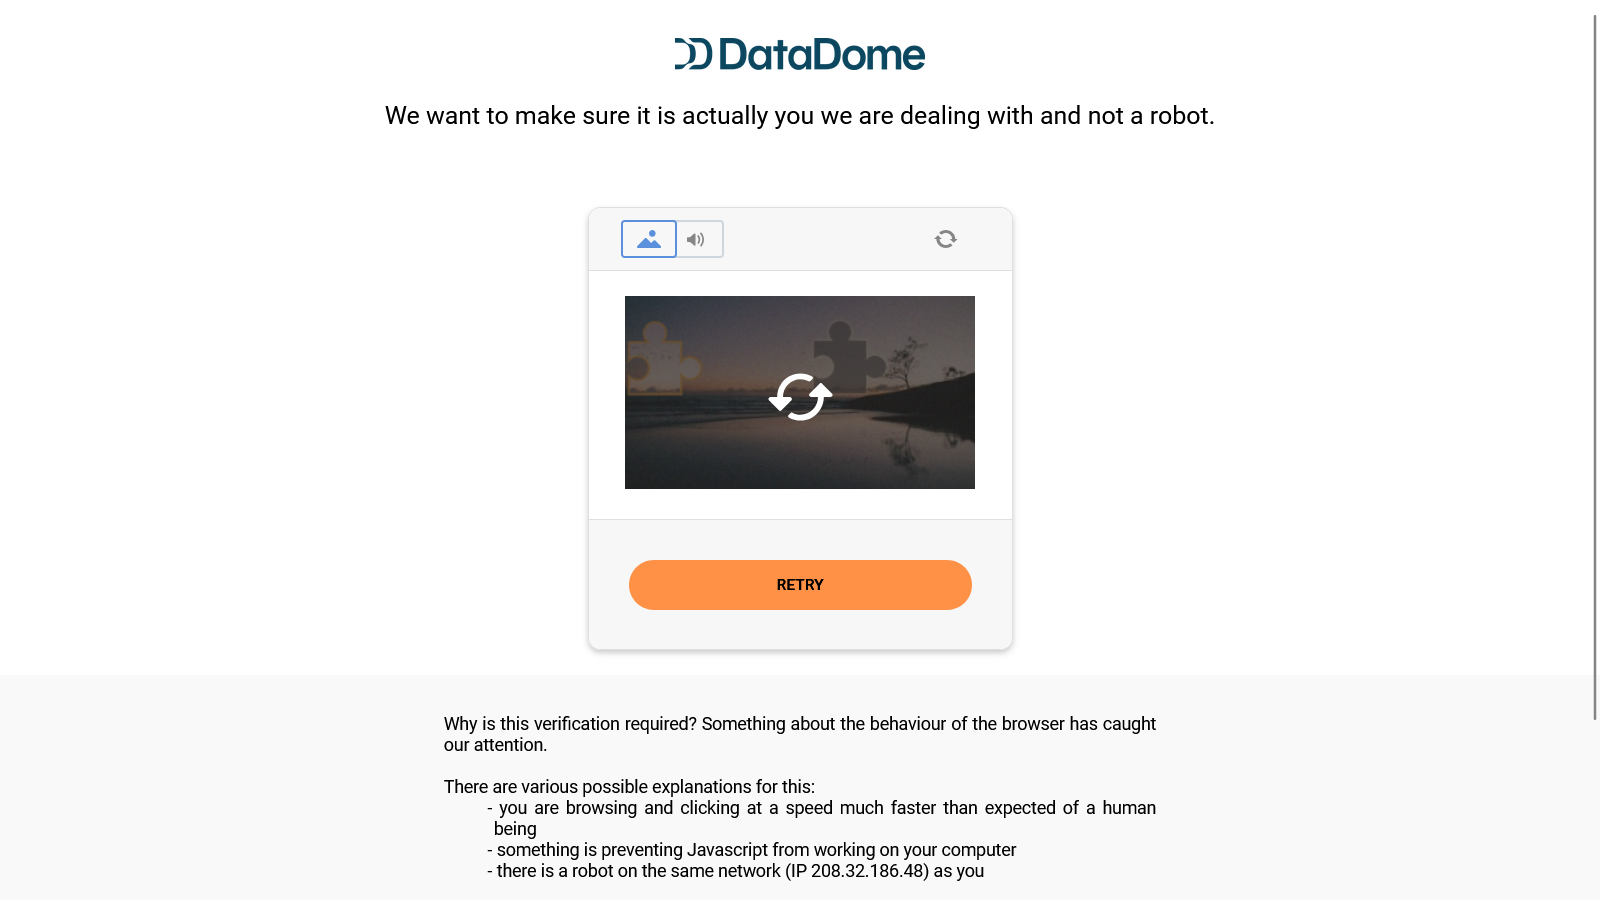 DataDome
We want to make sure it is actually you we are dealing with and not a robot.
RETRY
Why is this verification required? Something about the behaviour of the browser has caught
our attention.
There are various possible explanations for this:
- you are browsing and clicking at a speed much faster than expected of a human
being
- something is preventing Javascript from working on your computer
- there is a robot on the same network (IP 208.32.186.48) as you